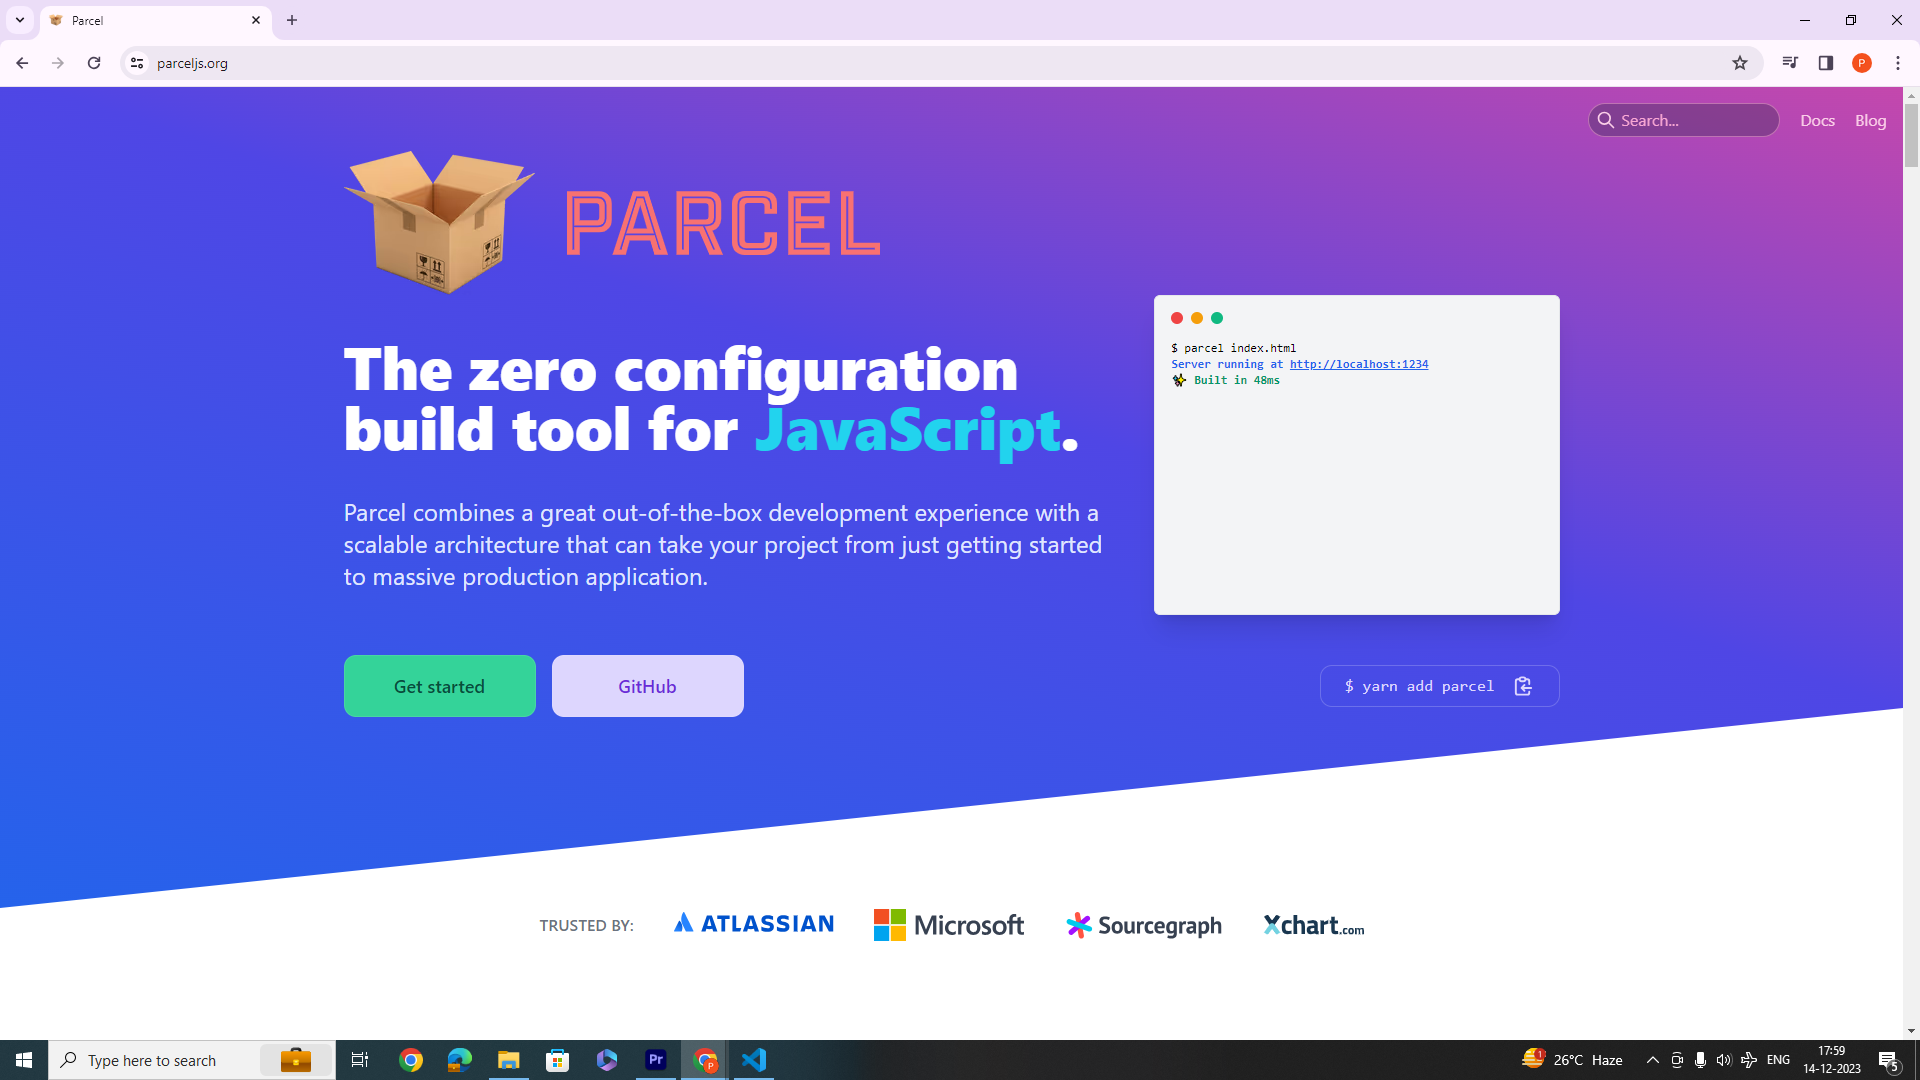 Parcel
parceljs.org
Search...
Docs
Blog
PARCEL
The zero configuration
build tool for JavaScript.
Parcel combines a great out-of-the-box development experience with a
scalable architecture that can take your project from just getting started
to massive production application.
$ parcel index.html
Server running at http://localhost:1234
✨ Built in 48ms
Get started
GitHub
$ yarn add parcel
TRUSTED BY:
ATLASSIAN
Microsoft
Sourcegraph
Xchart.com
Type here to search
Pr
P
1
26°C Haze
ENG
17:59
14-12-2023
5